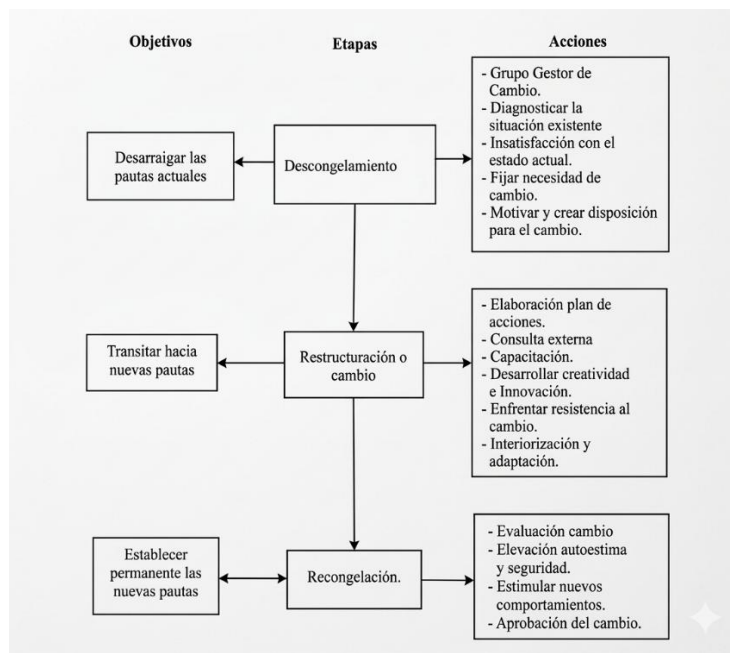 Objetivos
Etapas
Acciones
Desarraigar las
pautas actuales
Descongelamiento
- Grupo Gestor de
Cambio.
- Diagnosticar la
situación existente
- Insatisfacción con el
estado actual.
- Fijar necesidad de
cambio.
- Motivar y crear disposición
para el cambio.
Transitar hacia
nuevas pautas
Restructuración o
cambio
- Elaboración plan de
acciones.
- Consulta externa
- Capacitación.
- Desarrollar creatividad
e Innovación.
- Enfrentar resistencia al
cambio.
- Interiorización y
adaptación.
Establecer
permanente las
nuevas pautas
Recongelación.
- Evaluación cambio
- Elevación autoestima
y seguridad.
- Estimular nuevos
comportamientos.
- Aprobación del cambio.